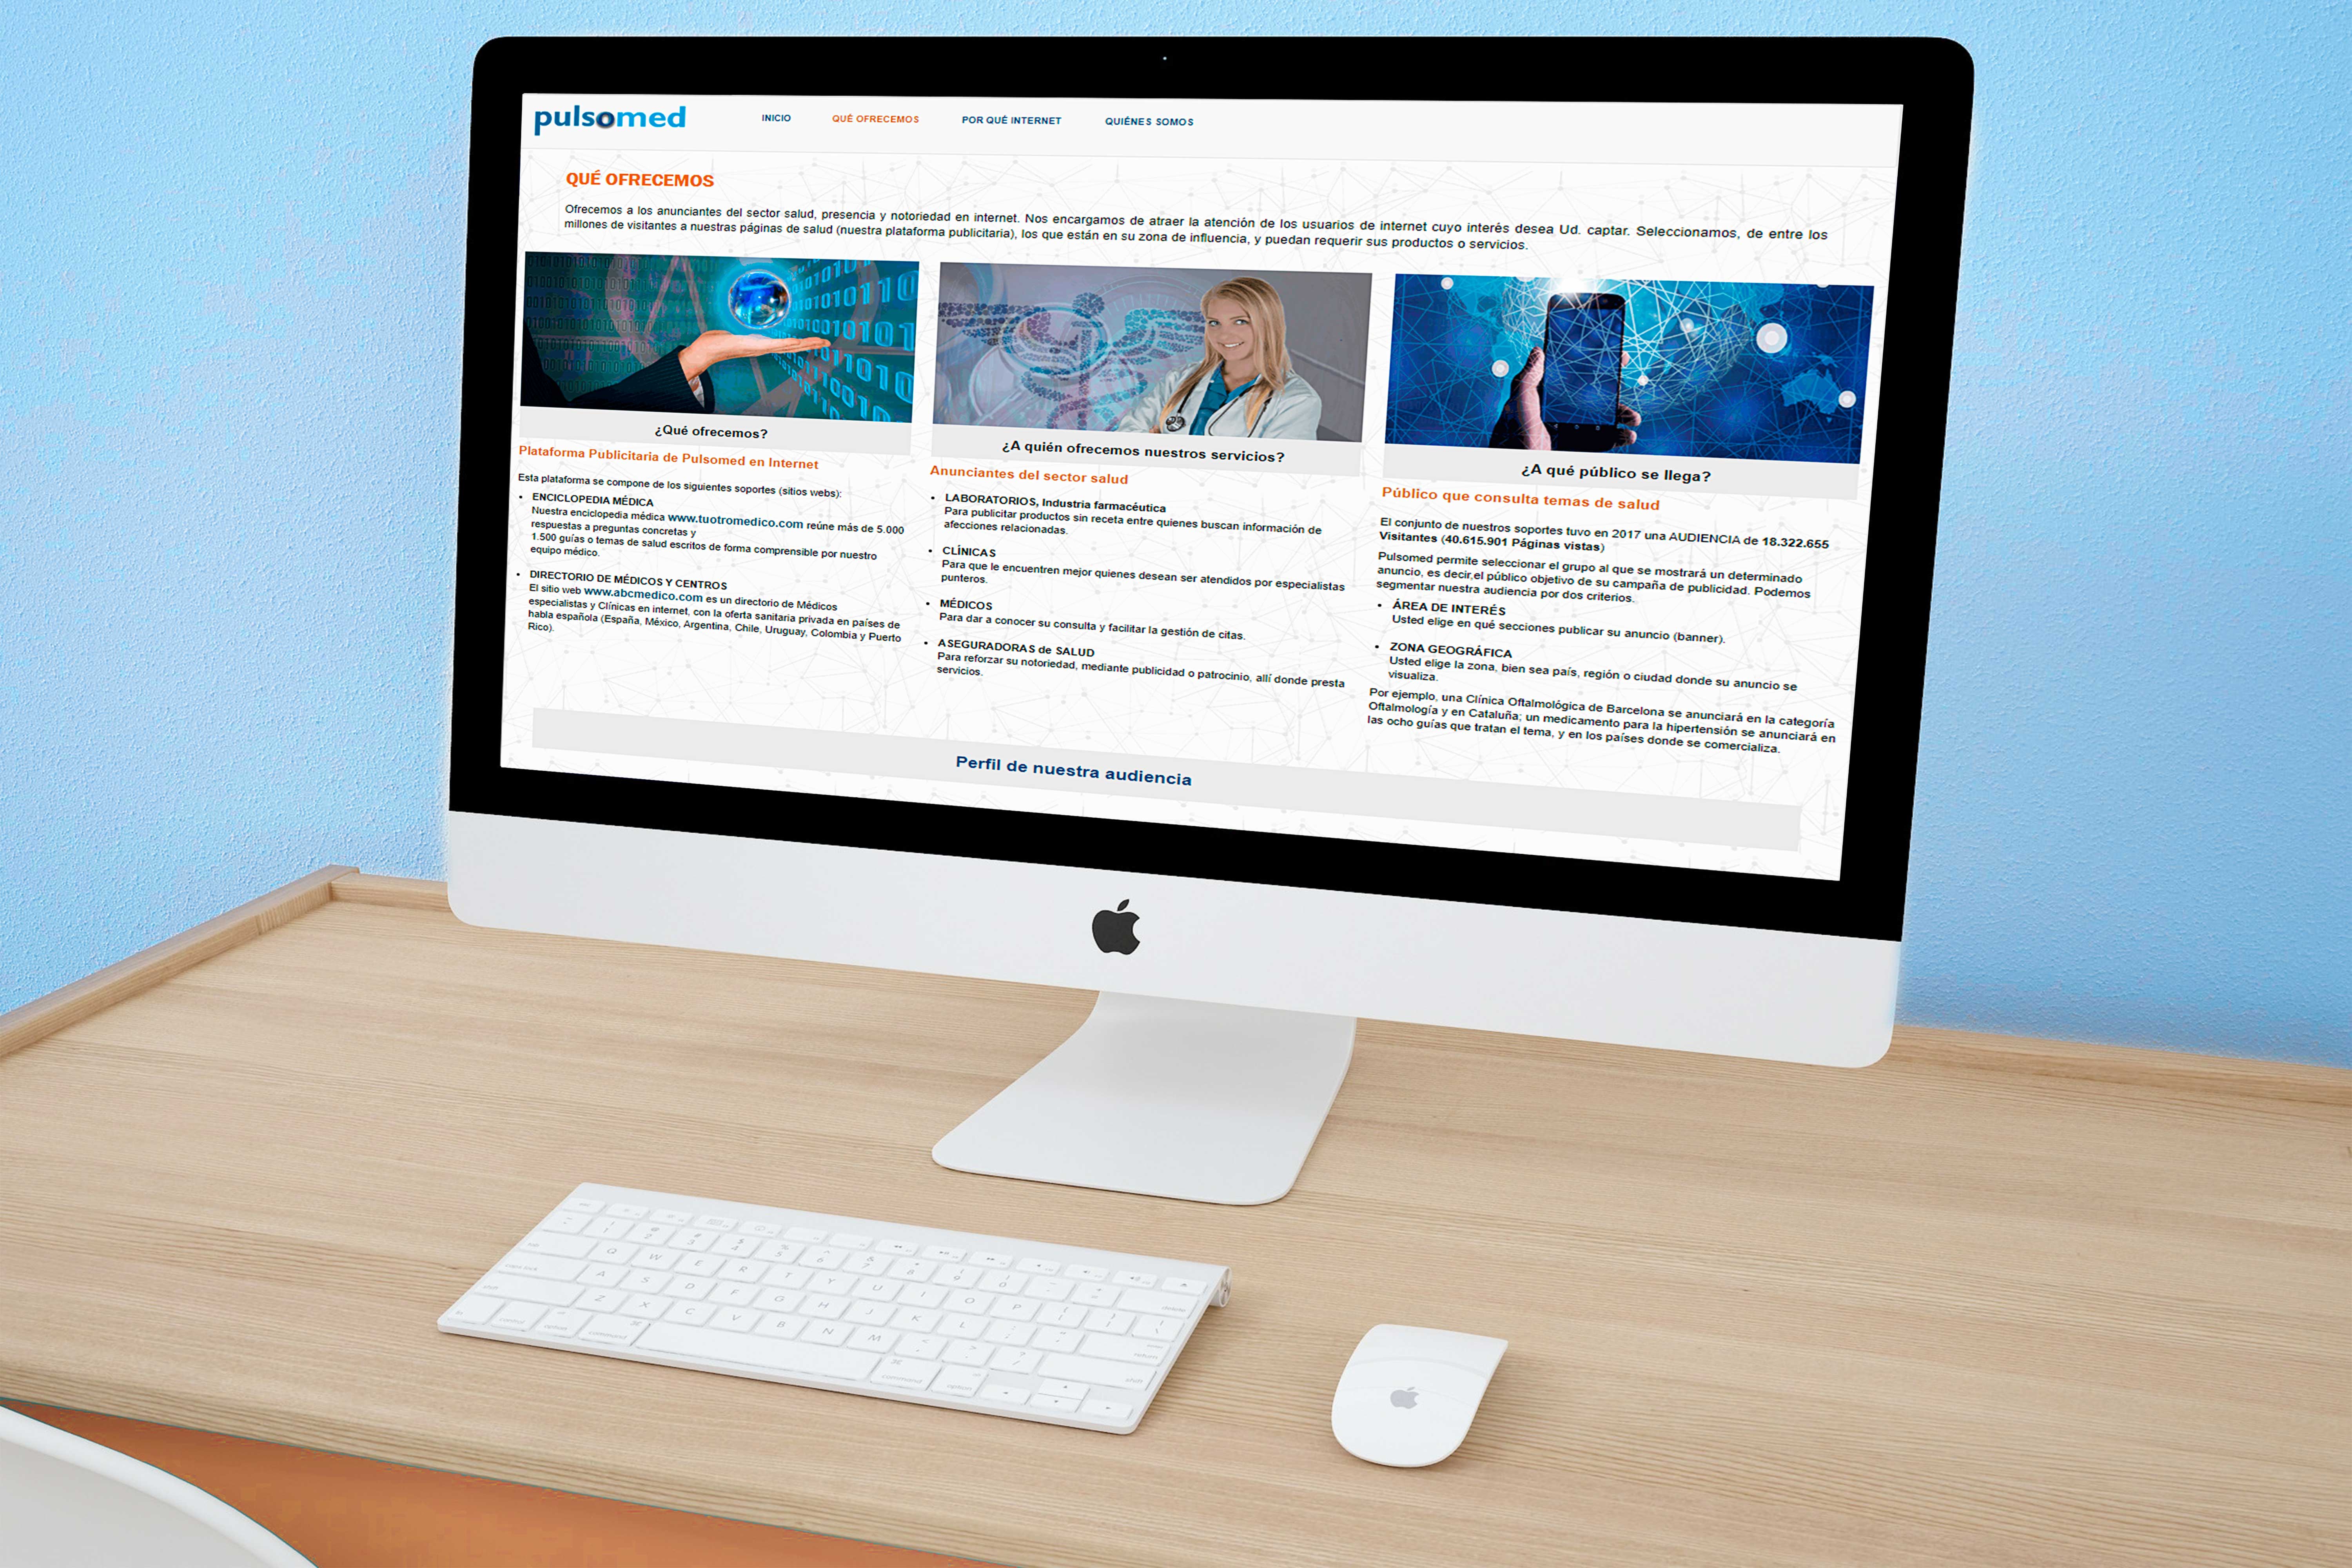 pulsomed
INICIO
QUÉ OFRECEMOS
POR QUÉ INTERNET
QUIÉNES SOMOS
QUÉ OFRECEMOS
Ofrecemos a los anunciantes del sector salud, presencia y notoriedad en internet. Nos encargamos de atraer la atención de los usuarios de internet cuyo interés desea Ud. captar. Seleccionamos, de entre los
millones de visitantes a nuestras páginas de salud (nuestra plataforma publicitaria), los que están en su zona de influencia, y puedan requerir sus productos o servicios.
¿Qué ofrecemos?
Plataforma Publicitaria de Pulsomed en Internet
Esta plataforma se compone de los siguientes soportes (sitios webs):
• ENCICLOPEDIA MÉDICA
Nuestra enciclopedia médica www.tuotromedico.com reúne más de 5.000
respuestas a preguntas concretas y
1.500 guías o temas de salud escritos de forma comprensible por nuestro
equipo médico.
• DIRECTORIO DE MÉDICOS Y CENTROS
El sitio web www.abcmedico.com es un directorio de Médicos
especialistas y Clínicas en internet, con la oferta sanitaria privada en países de
habla española (España, México, Argentina, Chile, Uruguay, Colombia y Puerto
Rico).
¿A quién ofrecemos nuestros servicios?
Anunciantes del sector salud
• LABORATORIOS, Industria farmacéutica
Para publicitar productos sin receta entre quienes buscan información de
afecciones relacionadas.
• CLÍNICAS
Para que le encuentren mejor quienes desean ser atendidos por especialistas
punteros.
• MÉDICOS
Para dar a conocer su consulta y facilitar la gestión de citas.
• ASEGURADORAS de SALUD
Para reforzar su notoriedad, mediante publicidad o patrocinio, allí donde presta
servicios.
¿A qué público se llega?
Público que consulta temas de salud
El conjunto de nuestros soportes tuvo en 2017 una AUDIENCIA de 18.322.655
Visitantes (40.615.901 Páginas vistas)
Pulsomed permite seleccionar el grupo al que se mostrará un determinado
anuncio, es decir,el público objetivo de su campaña de publicidad. Podemos
segmentar nuestra audiencia por dos criterios.
• ÁREA DE INTERÉS
Usted elige en qué secciones publicar su anuncio (banner).
• ZONA GEOGRÁFICA
Usted elige la zona, bien sea país, región o ciudad donde su anuncio se
visualiza.
Por ejemplo, una Clínica Oftalmológica de Barcelona se anunciará en la categoría
Oftalmología y en Cataluña; un medicamento para la hipertensión se anunciará en
las ocho guías que tratan el tema, y en los países donde se comercializa.
Perfil de nuestra audiencia
Q W E R T Y U I O P
A S D F G H J K L
Z X C V B N M
control option command command option